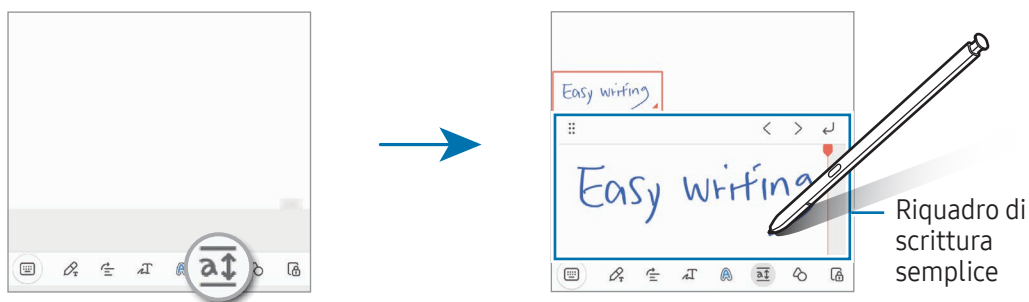 Easy writing
Easy writing
Riquadro di
scrittura
semplice